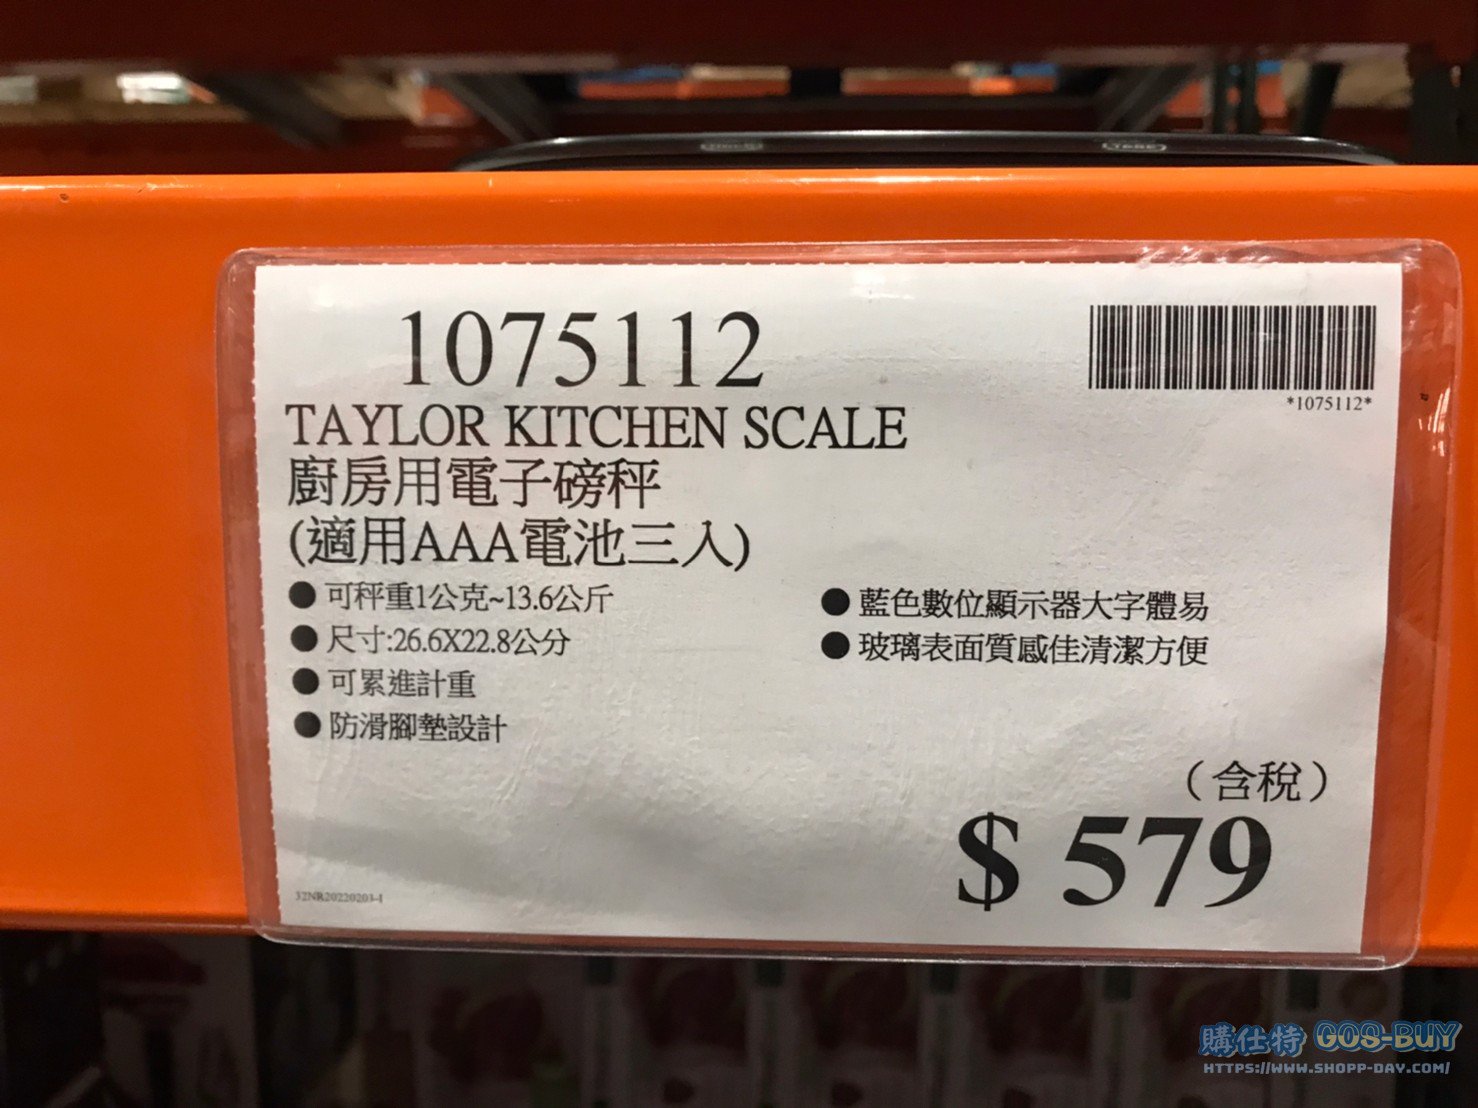 1075112
*1075112*
TAYLOR KITCHEN SCALE
廚房用電子磅秤
(適用AAA電池三入)
● 可秤重1公克~13.6公斤
● 尺寸:26.6X22.8公分
● 可累進計重
● 防滑腳墊設計
● 藍色數位顯示器大字體易
● 玻璃表面質感佳清潔方便
（含稅）
$ 579
32NR20220203-I
購仕特 GOS-BUY
HTTPS://WWW.SHOPP-DAY.COM/